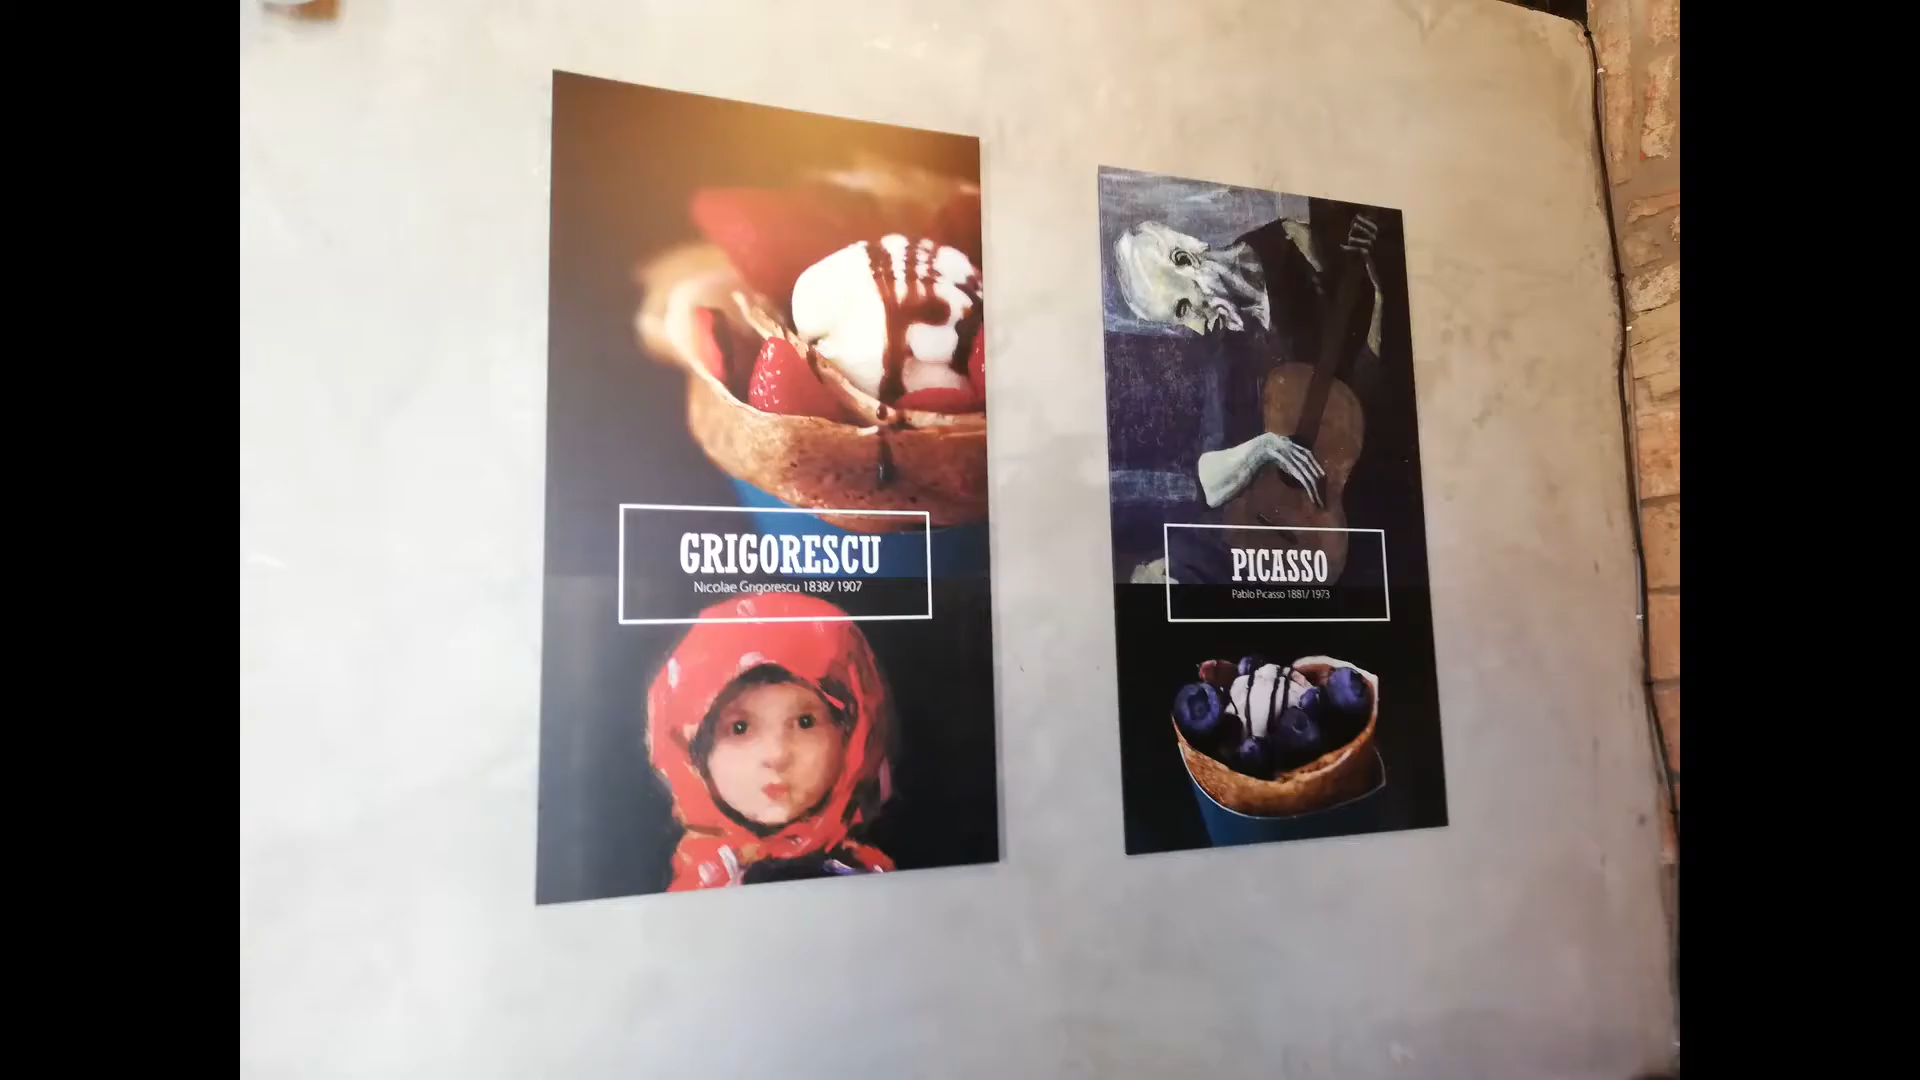 GRIGORESCU
Nicolae Grigorescu 1838/ 1907
PICASSO
Pablo Picasso 1881/ 1973